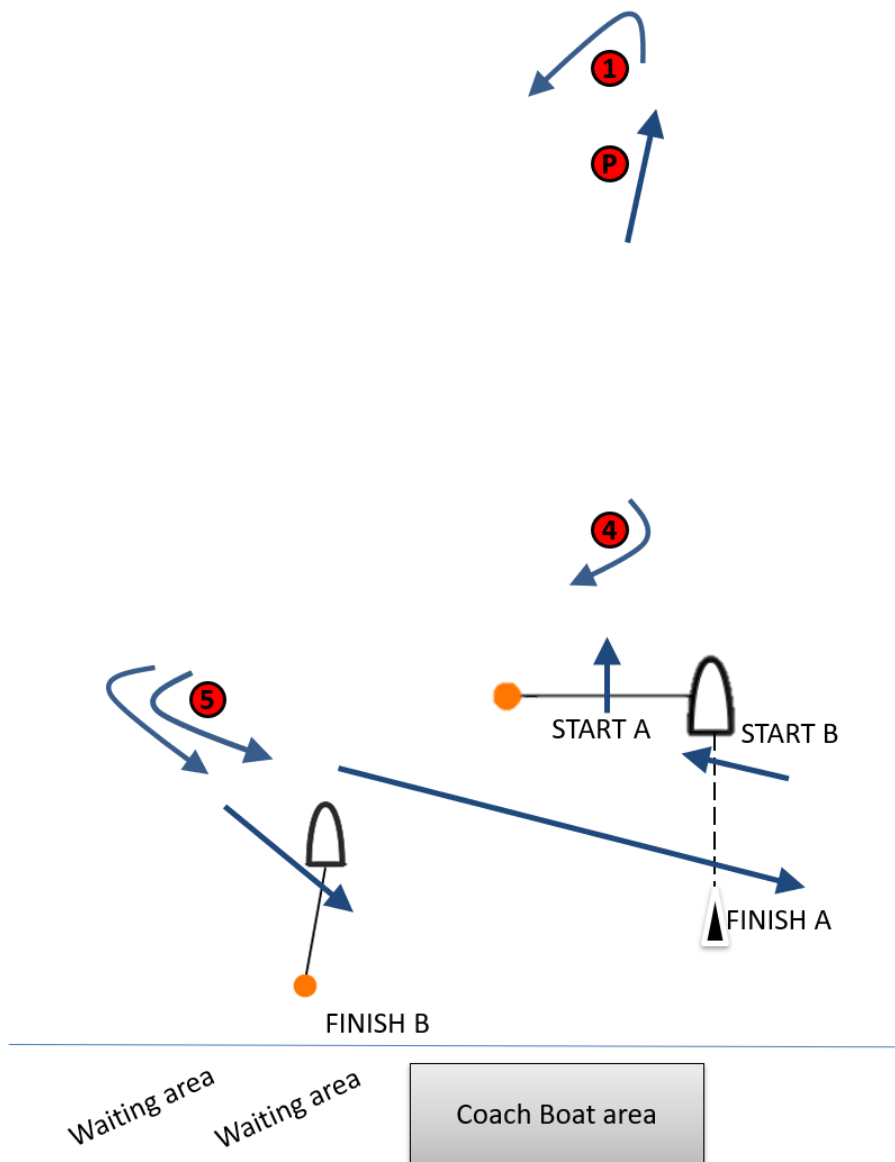 1
P
4
START A
START B
5
FINISH A
FINISH B
Waiting area
Waiting area
Coach Boat area